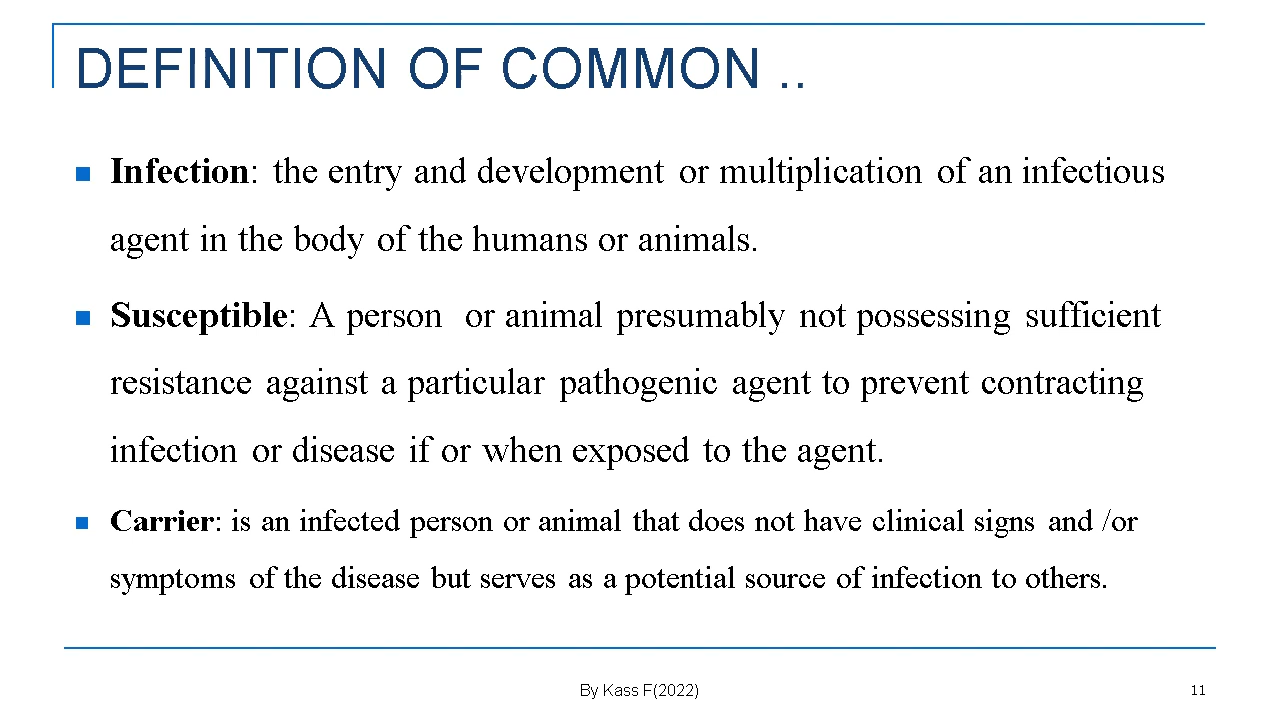 DEFINITION OF COMMON ..
Infection: the entry and development or multiplication of an infectious
agent in the body of the humans or animals.
Susceptible: A person or animal presumably not possessing sufficient
resistance against a particular pathogenic agent to prevent contracting
infection or disease if or when exposed to the agent.
Carrier: is an infected person or animal that does not have clinical signs and /or
symptoms of the disease but serves as a potential source of infection to others.
By Kass F(2022)
11